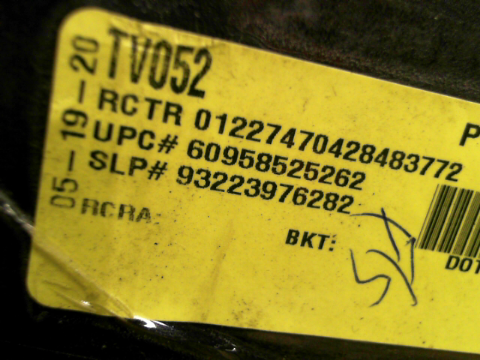 TV052
RCTR 01227470428483772
UPC# 60958525262
SLP# 93223976282
RCRA:
BKT:
05-19-20
P
DOT